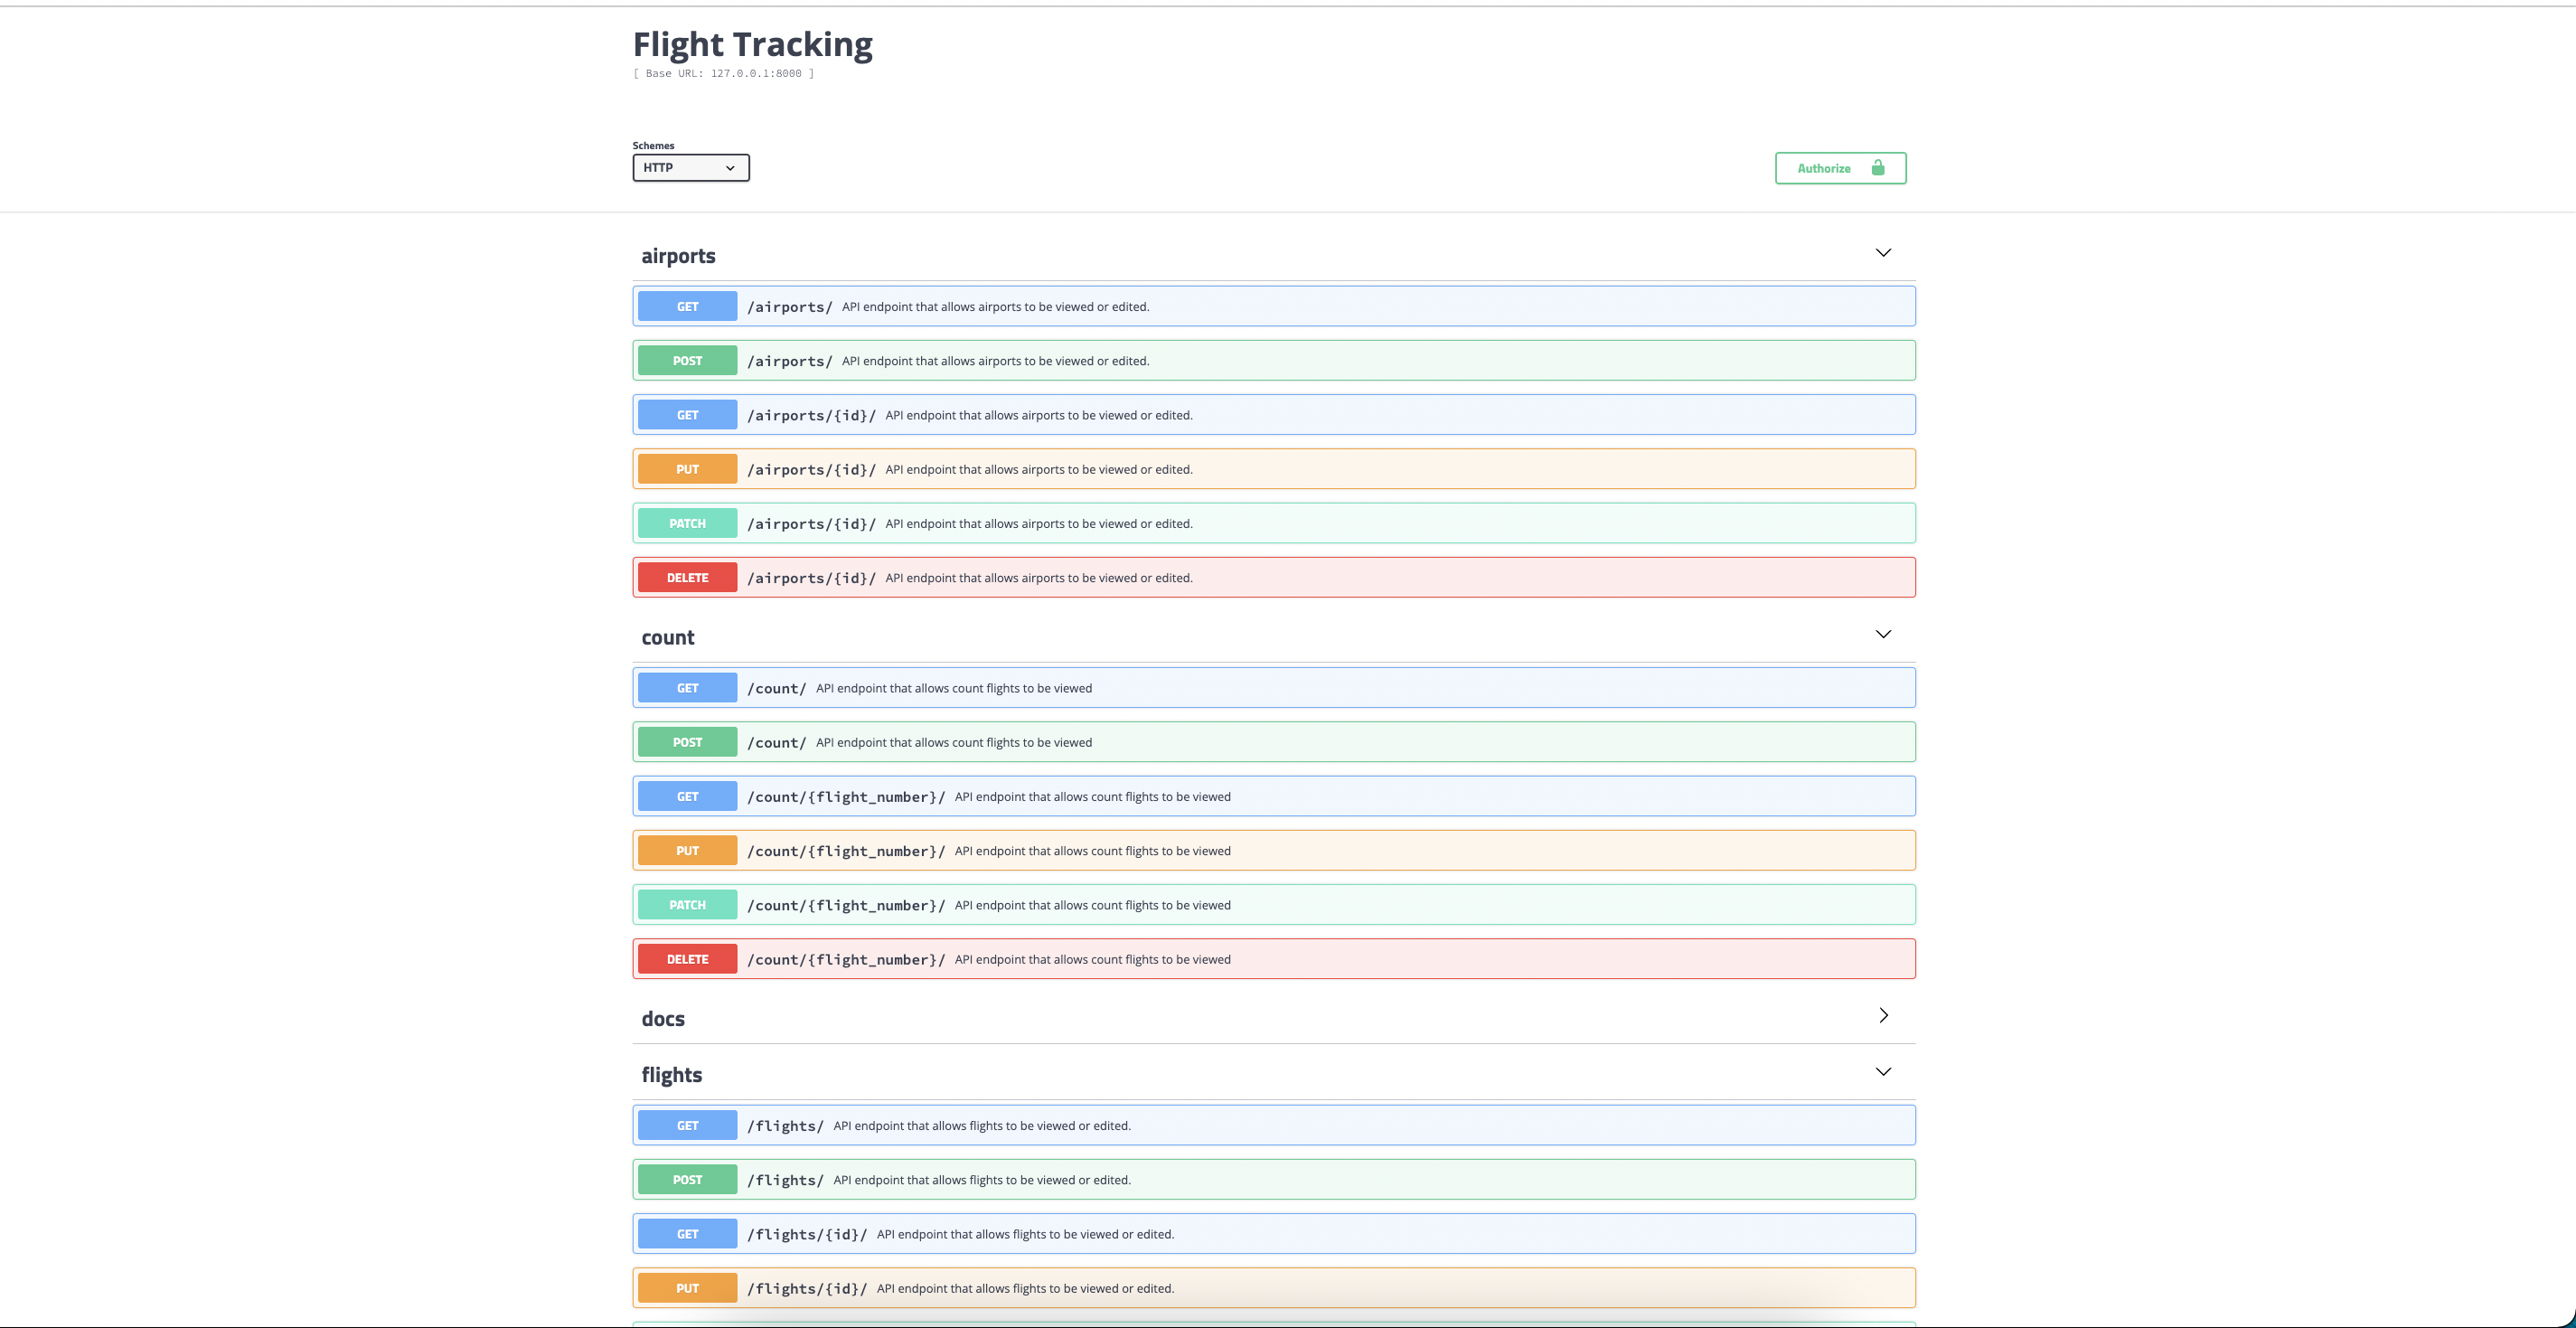 Flight Tracking
[ Base URL: 127.0.0.1:8000 ]
Schemes
HTTP
Authorize
airports
GET /airports/ API endpoint that allows airports to be viewed or edited.
POST /airports/ API endpoint that allows airports to be viewed or edited.
GET /airports/{id}/ API endpoint that allows airports to be viewed or edited.
PUT /airports/{id}/ API endpoint that allows airports to be viewed or edited.
PATCH /airports/{id}/ API endpoint that allows airports to be viewed or edited.
DELETE /airports/{id}/ API endpoint that allows airports to be viewed or edited.
count
GET /count/ API endpoint that allows count flights to be viewed
POST /count/ API endpoint that allows count flights to be viewed
GET /count/{flight_number}/ API endpoint that allows count flights to be viewed
PUT /count/{flight_number}/ API endpoint that allows count flights to be viewed
PATCH /count/{flight_number}/ API endpoint that allows count flights to be viewed
DELETE /count/{flight_number}/ API endpoint that allows count flights to be viewed
docs
flights
GET /flights/ API endpoint that allows flights to be viewed or edited.
POST /flights/ API endpoint that allows flights to be viewed or edited.
GET /flights/{id}/ API endpoint that allows flights to be viewed or edited.
PUT /flights/{id}/ API endpoint that allows flights to be viewed or edited.